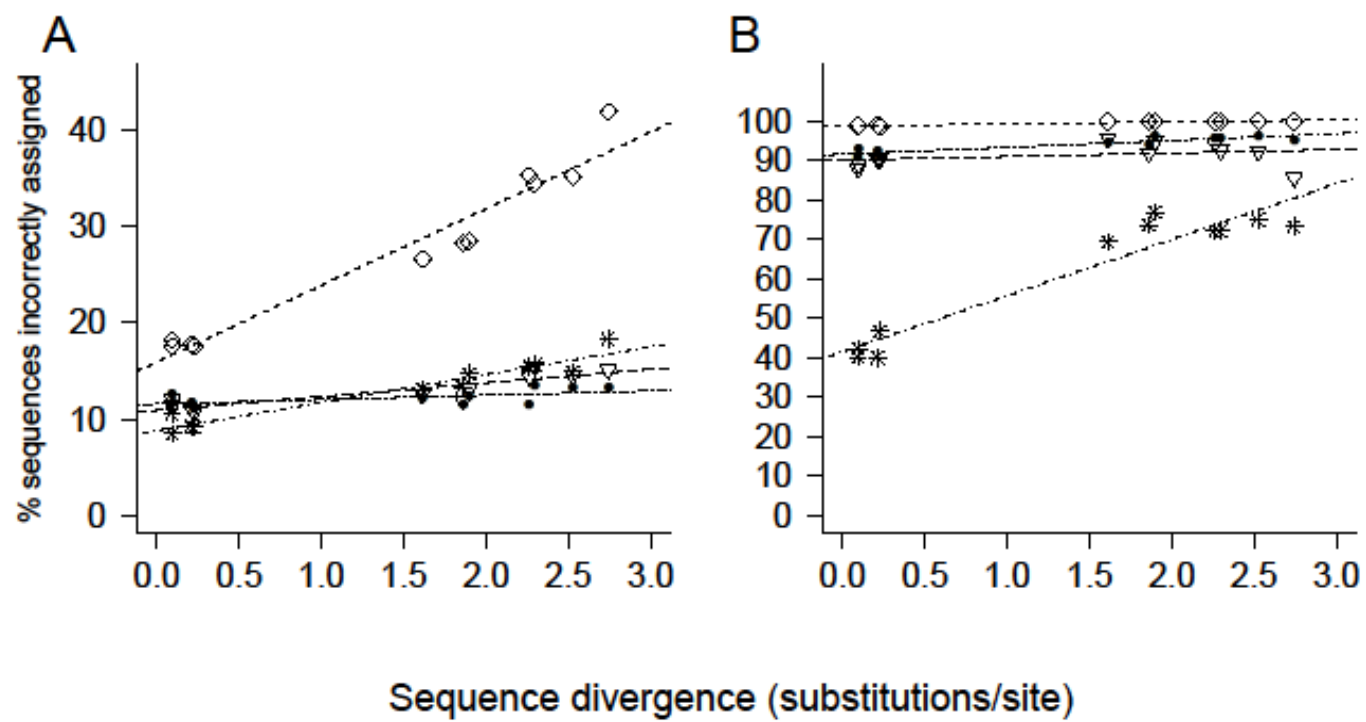 A
B
% sequences incorrectly assigned
40
30
20
10
0
0.0 0.5 1.0 1.5 2.0 2.5 3.0
100
90
80
70
60
50
40
30
20
10
0
0.0 0.5 1.0 1.5 2.0 2.5 3.0
Sequence divergence (substitutions/site)